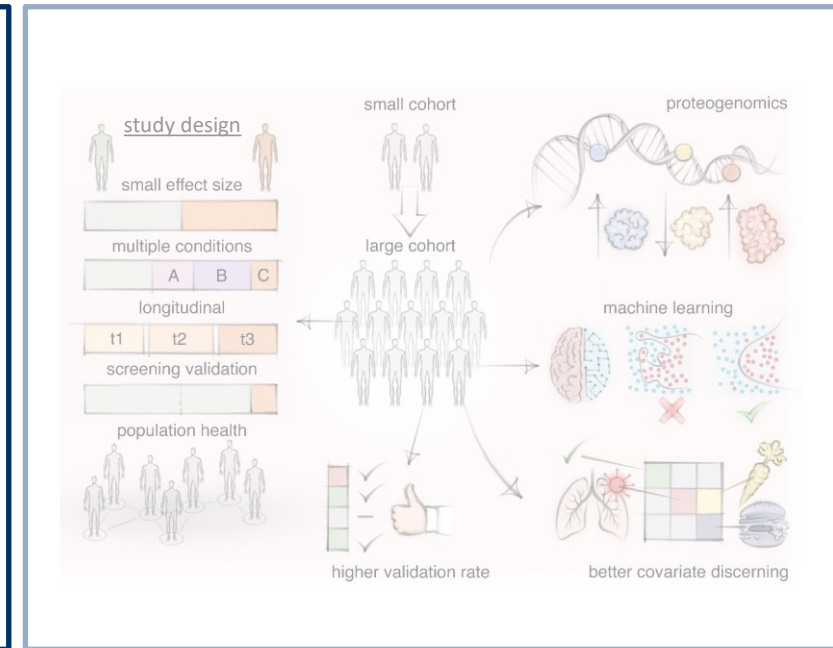 study design
small effect size
multiple conditions
A B C
longitudinal
t1 t2 t3
screening validation
population health
small cohort
large cohort
higher validation rate
proteogenomics
machine learning
better covariate discerning